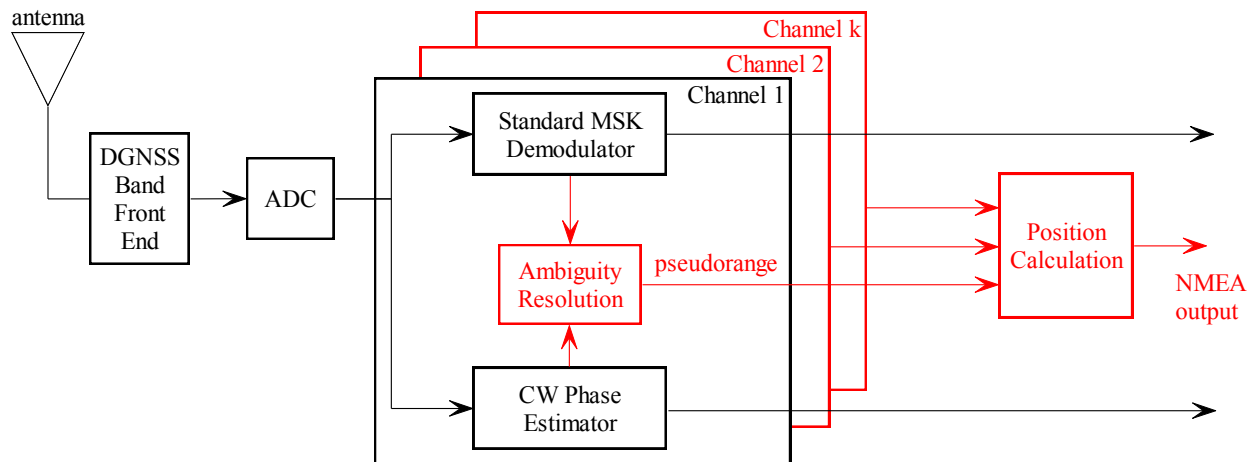 antenna
DGNSS
Band
Front
End
ADC
Channel k
Channel 2
Channel 1
Standard MSK
Demodulator
Ambiguity
Resolution
pseudorange
CW Phase
Estimator
Position
Calculation
NMEA
output